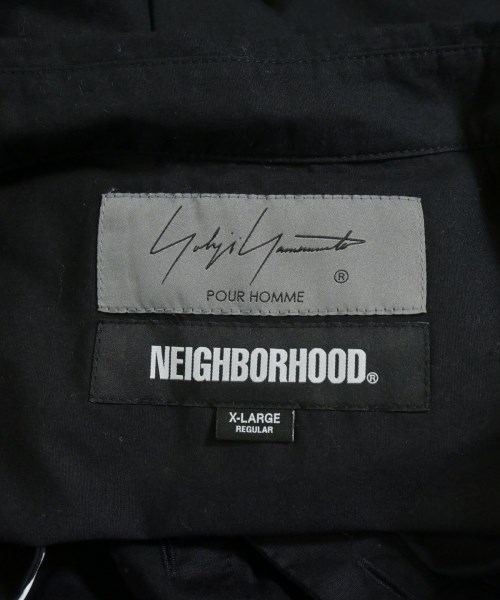 Yohji Yamamoto
®
POUR HOMME
NEIGHBORHOOD®
X-LARGE
REGULAR